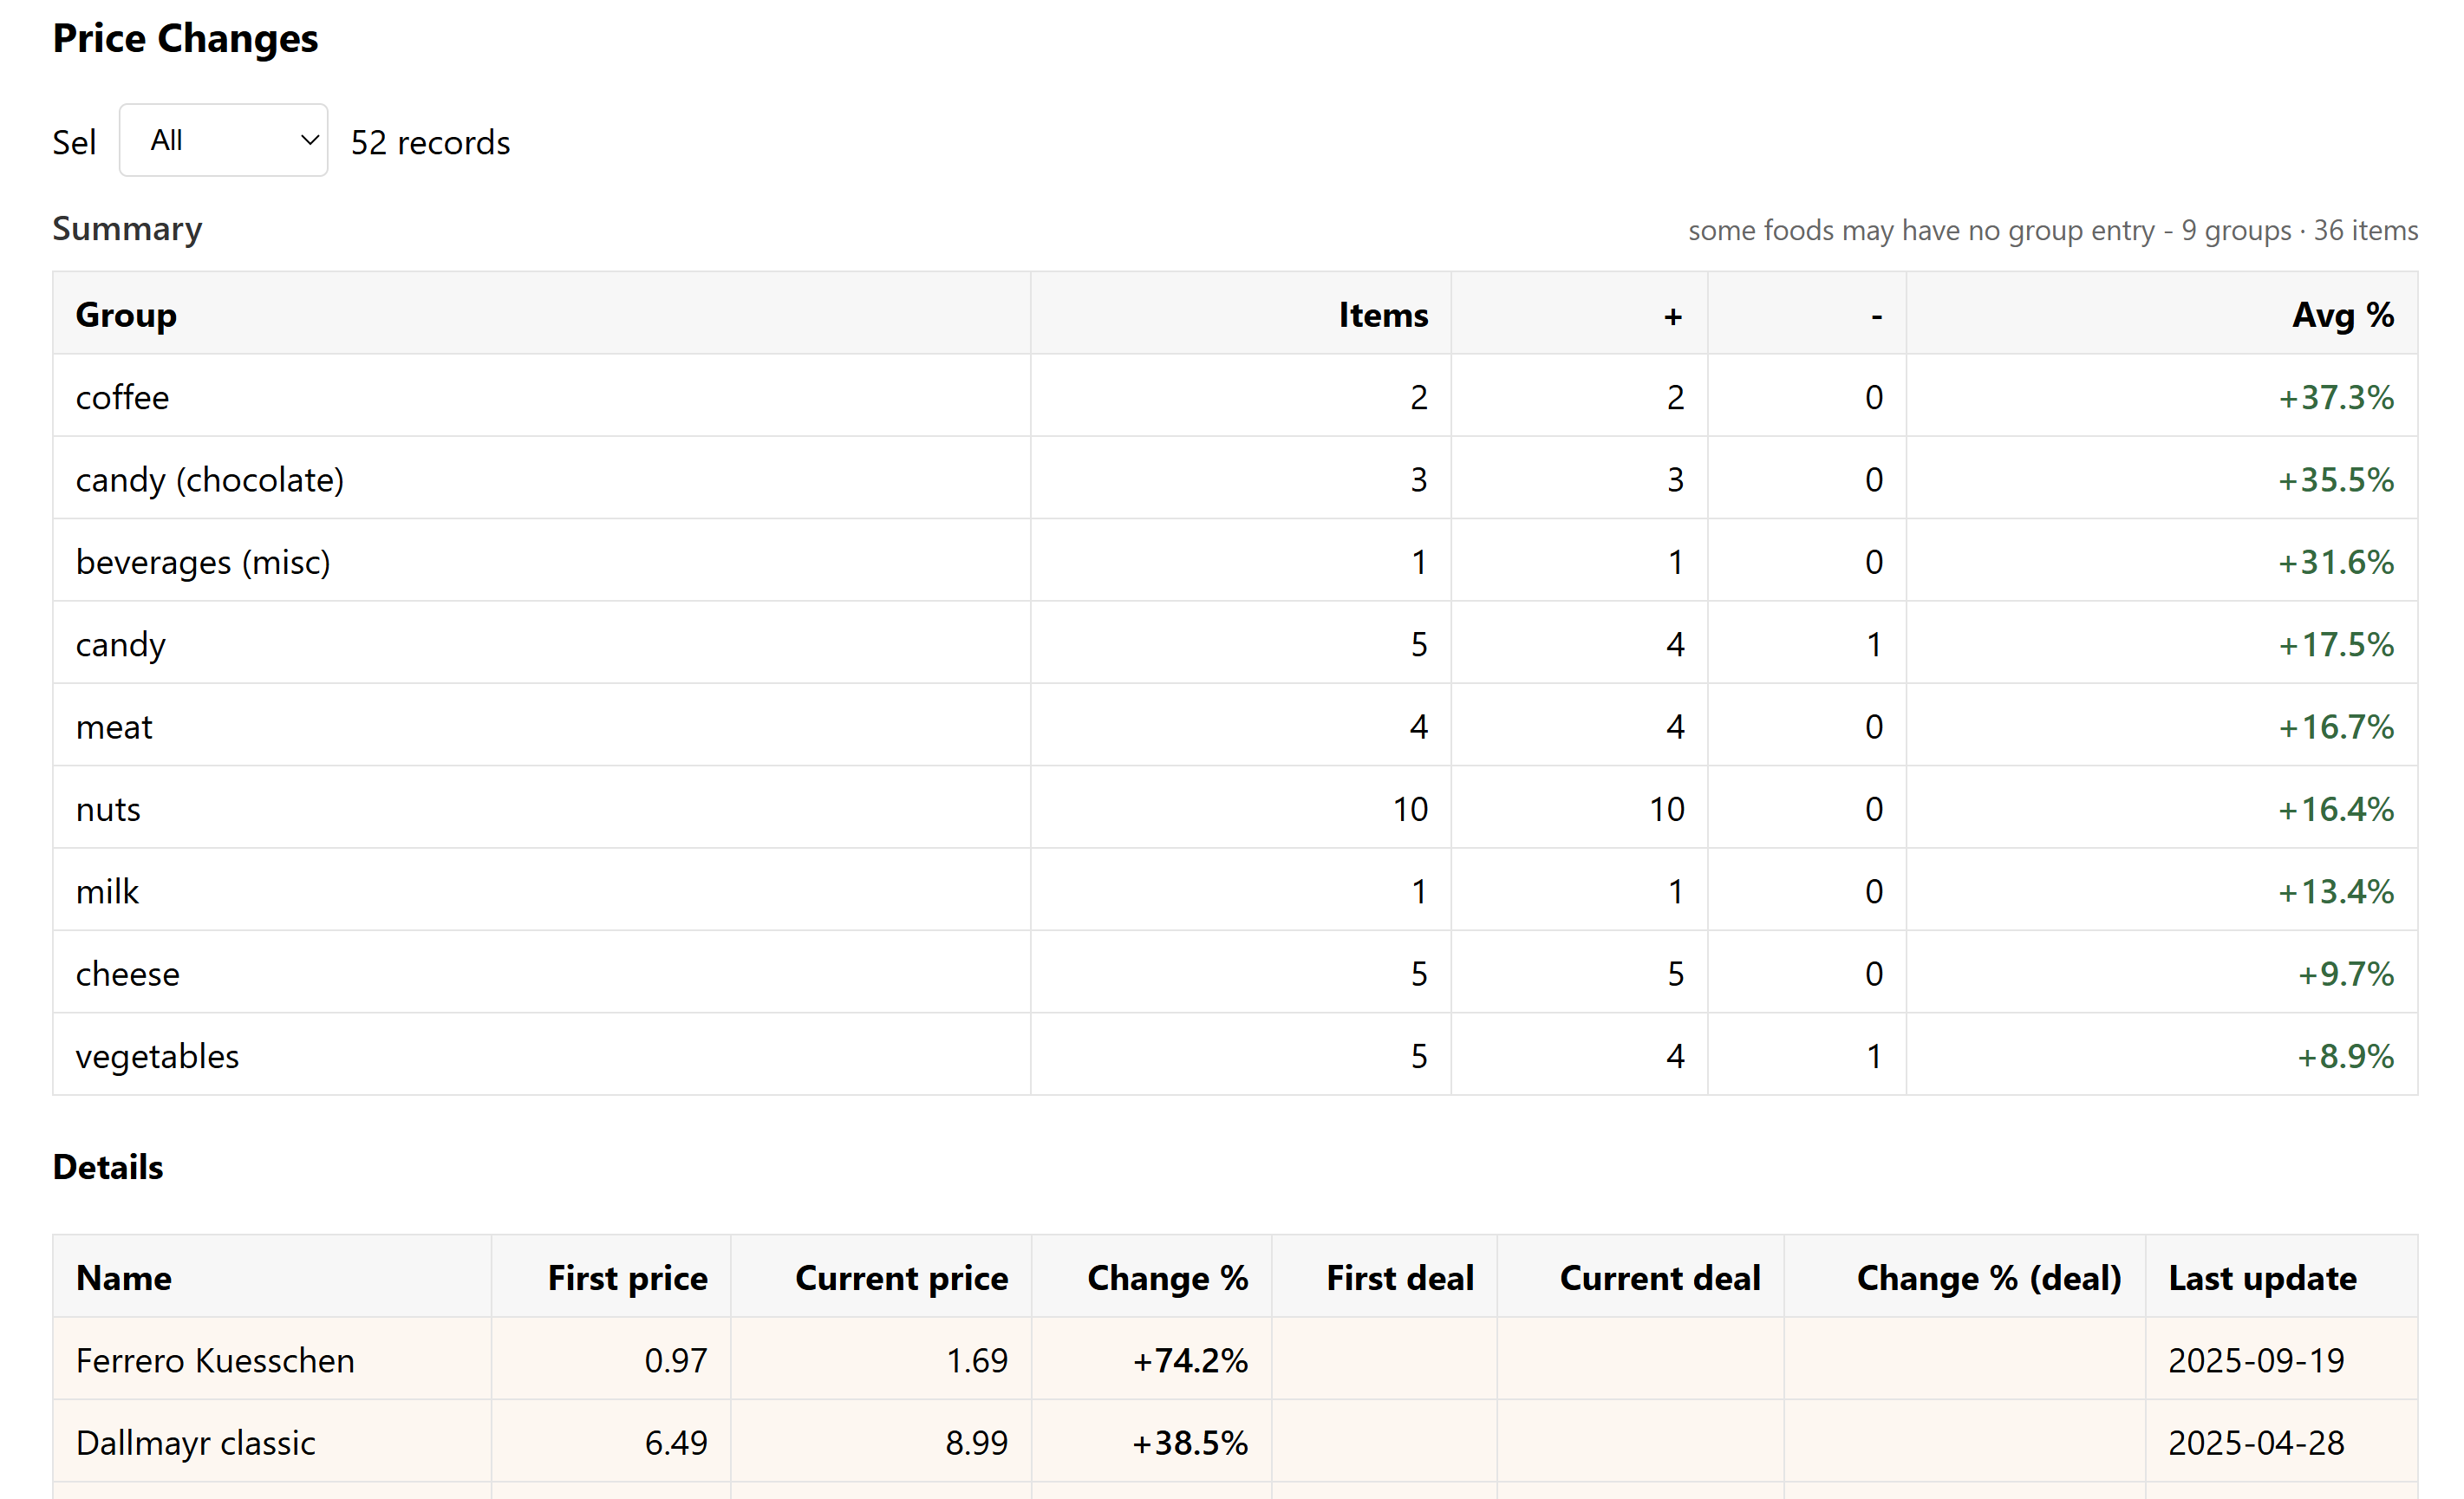 Price Changes
Sel All 52 records
Summary some foods may have no group entry - 9 groups · 36 items
Group Items + - Avg %
coffee 2 2 0 +37.3%
candy (chocolate) 3 3 0 +35.5%
beverages (misc) 1 1 0 +31.6%
candy 5 4 1 +17.5%
meat 4 4 0 +16.7%
nuts 10 10 0 +16.4%
milk 1 1 0 +13.4%
cheese 5 5 0 +9.7%
vegetables 5 4 1 +8.9%
Details
Name First price Current price Change % First deal Current deal Change % (deal) Last update
Ferrero Kuesschen 0.97 1.69 +74.2% 2025-09-19
Dallmayr classic 6.49 8.99 +38.5% 2025-04-28